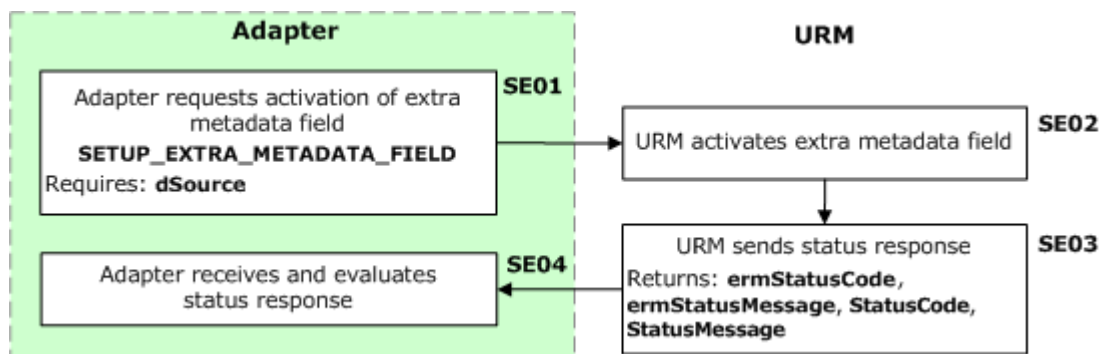 Adapter
URM
SE01
Adapter requests activation of extra
metadata field
SETUP_EXTRA_METADATA_FIELD
Requires: dSource
SE02
URM activates extra metadata field
SE03
URM sends status response
Returns: ermStatusCode,
ermStatusMessage, StatusCode,
StatusMessage
SE04
Adapter receives and evaluates
status response